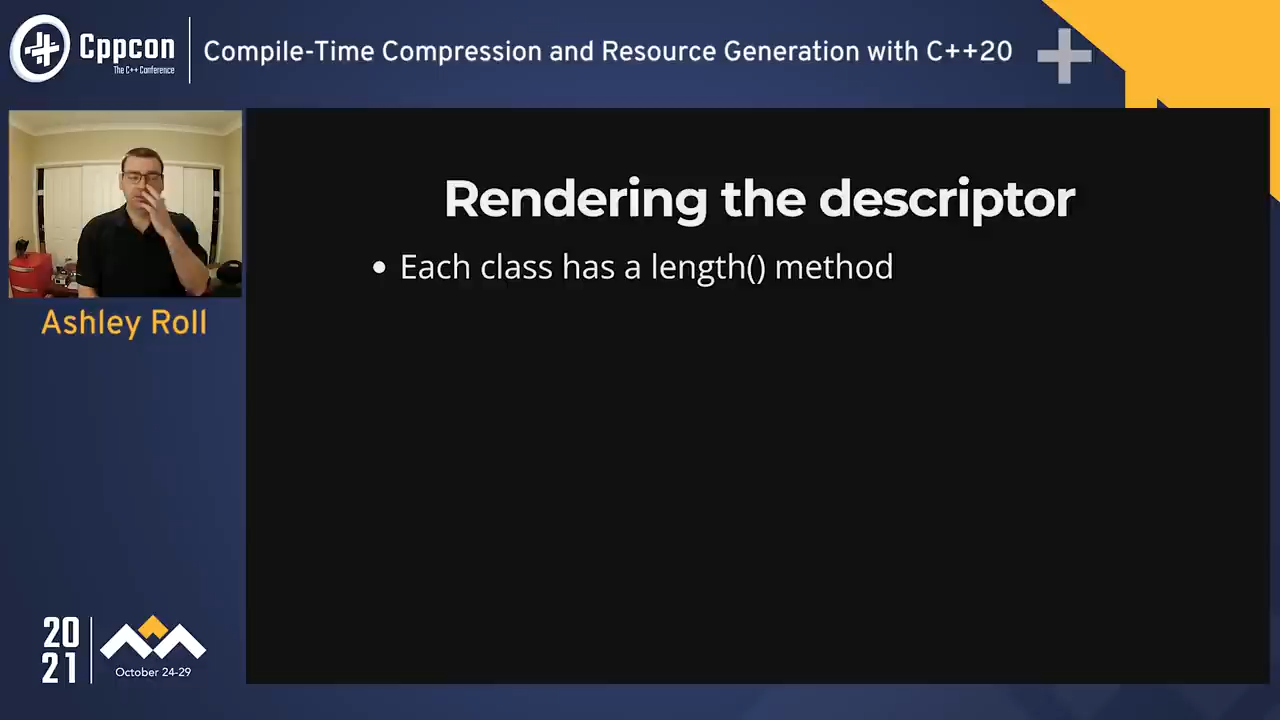 Cppcon
The C++ Conference
Compile-Time Compression and Resource Generation with C++20
Rendering the descriptor
• Each class has a length() method
Ashley Roll
20
21
October 24-29